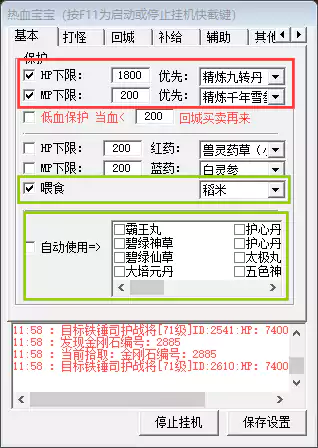 热血宝宝 (按F11为启动或停止挂机快截键)
基本 打怪 回城 补给 辅助 其他
保护
HP下限: 1800 优先: 精炼九转丹
MP下限: 200 优先: 精炼千年雪参
低血保护 当血< 200 回城买卖再来
HP下限: 200 红药: 兽灵药草 (小
MP下限: 200 蓝药: 白灵参
喂食 稻米
自动使用=>
霸王丸 护心丹
碧绿神草 护心丹
碧绿仙草 太极丸
大培元丹 五色神
11:58 : 目标铁锤司护战将[71级]ID:2541:HP: 7400
11:58 : 发现金刚石编号: 2885
11:58 : 当前拾取: 金刚石编号: 2885
11:58 : 目标铁锤司护战将[71级]ID:2610:HP: 7400
停止挂机 保存设置